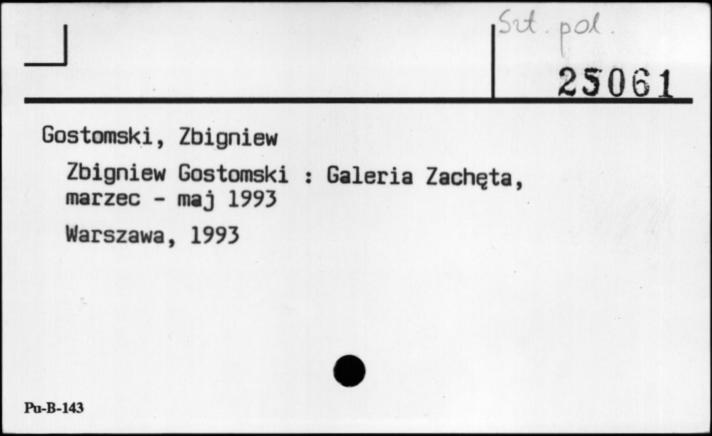 Szt. pol.
25061
Gostomski, Zbigniew
Zbigniew Gostomski : Galeria Zachęta,
marzec - maj 1993
Warszawa, 1993
Pu-B-143